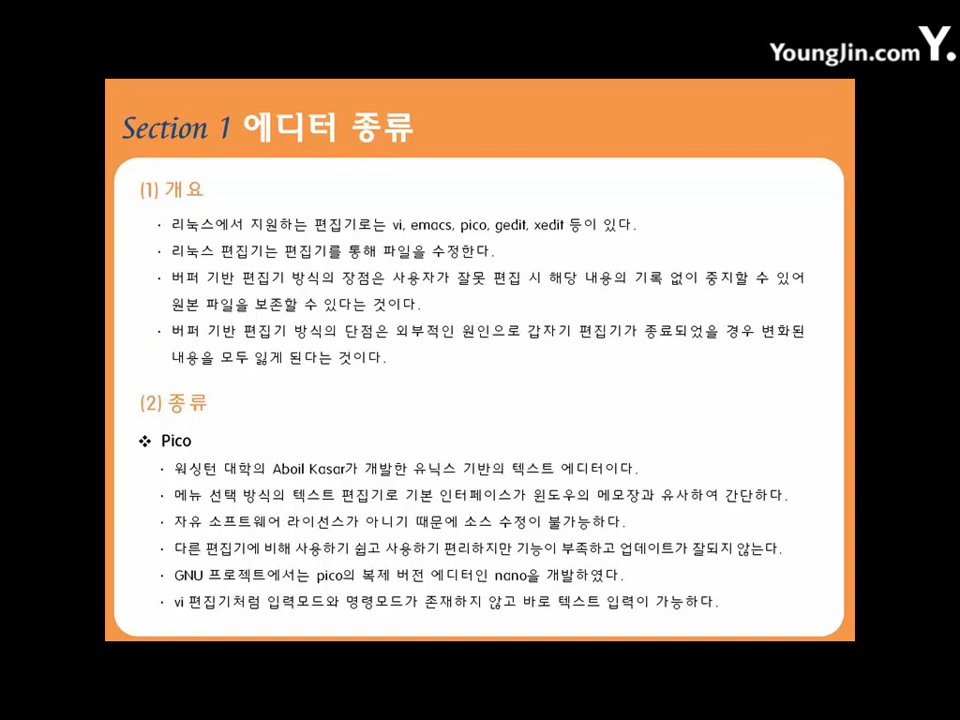 YoungJin.com Y.
Section 1 에디터 종류
(1) 개요
· 리눅스에서 지원하는 편집기로는 vi, emacs, pico, gedit, xedit 등이 있다.
· 리눅스 편집기는 편집기를 통해 파일을 수정한다.
· 버퍼 기반 편집기 방식의 장점은 사용자가 잘못 편집 시 해당 내용의 기록 없이 중지할 수 있어
원본 파일을 보존할 수 있다는 것이다.
· 버퍼 기반 편집기 방식의 단점은 외부적인 원인으로 갑자기 편집기가 종료되었을 경우 변화된
내용을 모두 잃게 된다는 것이다.
(2) 종류
❖ Pico
· 워싱턴 대학의 Aboil Kasar가 개발한 유닉스 기반의 텍스트 에디터이다.
· 메뉴 선택 방식의 텍스트 편집기로 기본 인터페이스가 윈도우의 메모장과 유사하여 간단하다.
· 자유 소프트웨어 라이선스가 아니기 때문에 소스 수정이 불가능하다.
· 다른 편집기에 비해 사용하기 쉽고 사용하기 편리하지만 기능이 부족하고 업데이트가 잘되지 않는다.
· GNU 프로젝트에서는 pico의 복제 버전 에디터인 nano을 개발하였다.
· vi 편집기처럼 입력모드와 명령모드가 존재하지 않고 바로 텍스트 입력이 가능하다.